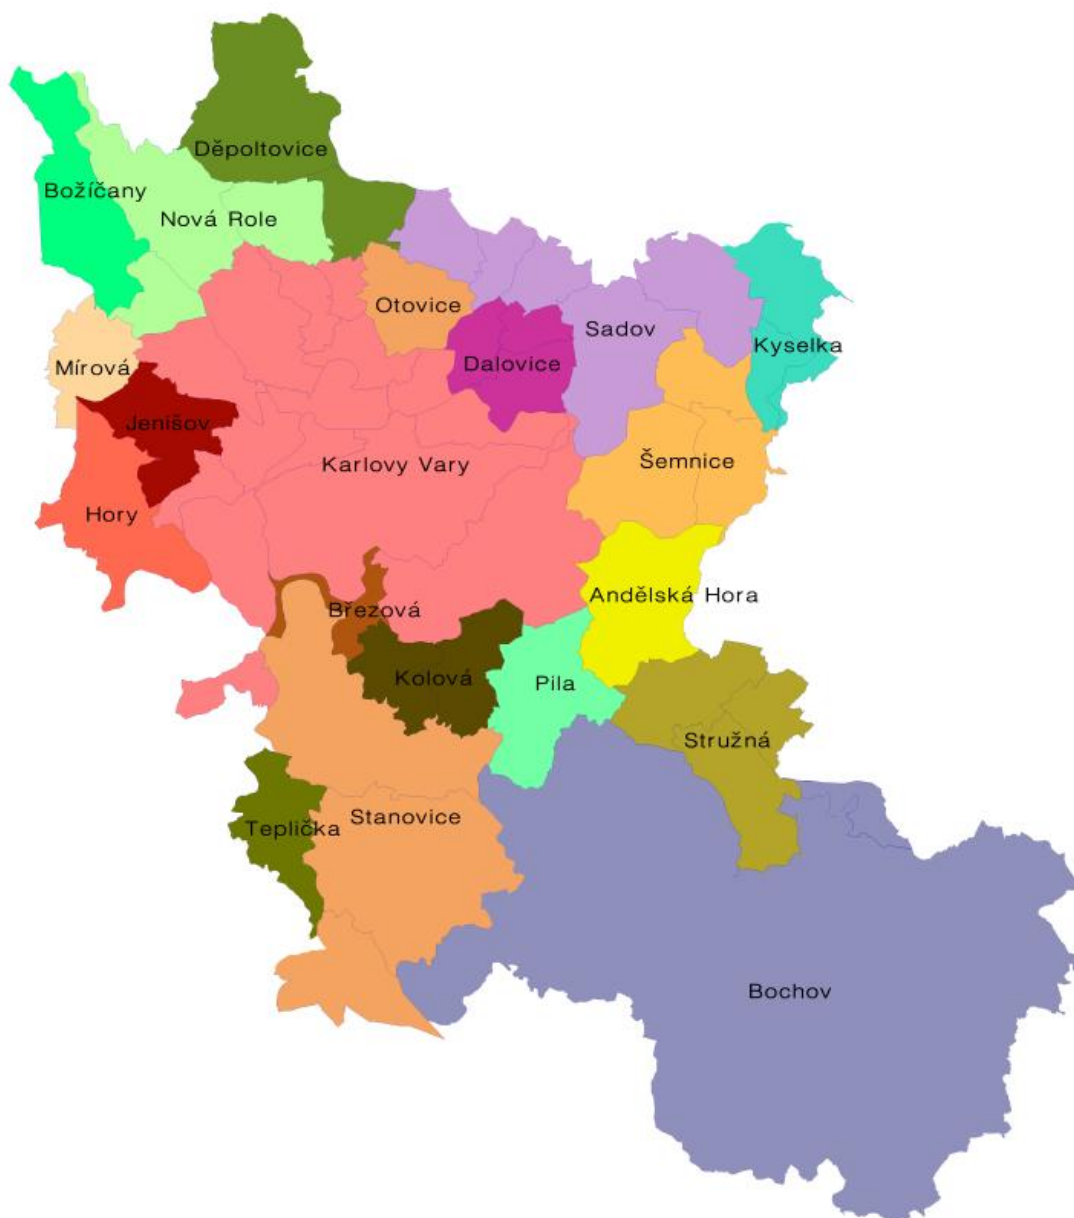 Děpoltovice
Božíčany
Nová Role
Otovice
Sadov
Kyselka
Mírová
Dalovice
Jenišov
Karlovy Vary
Šemnice
Hory
Andělská Hora
Březová
Kolová
Pila
Stružná
Stanovice
Teplička
Bochov